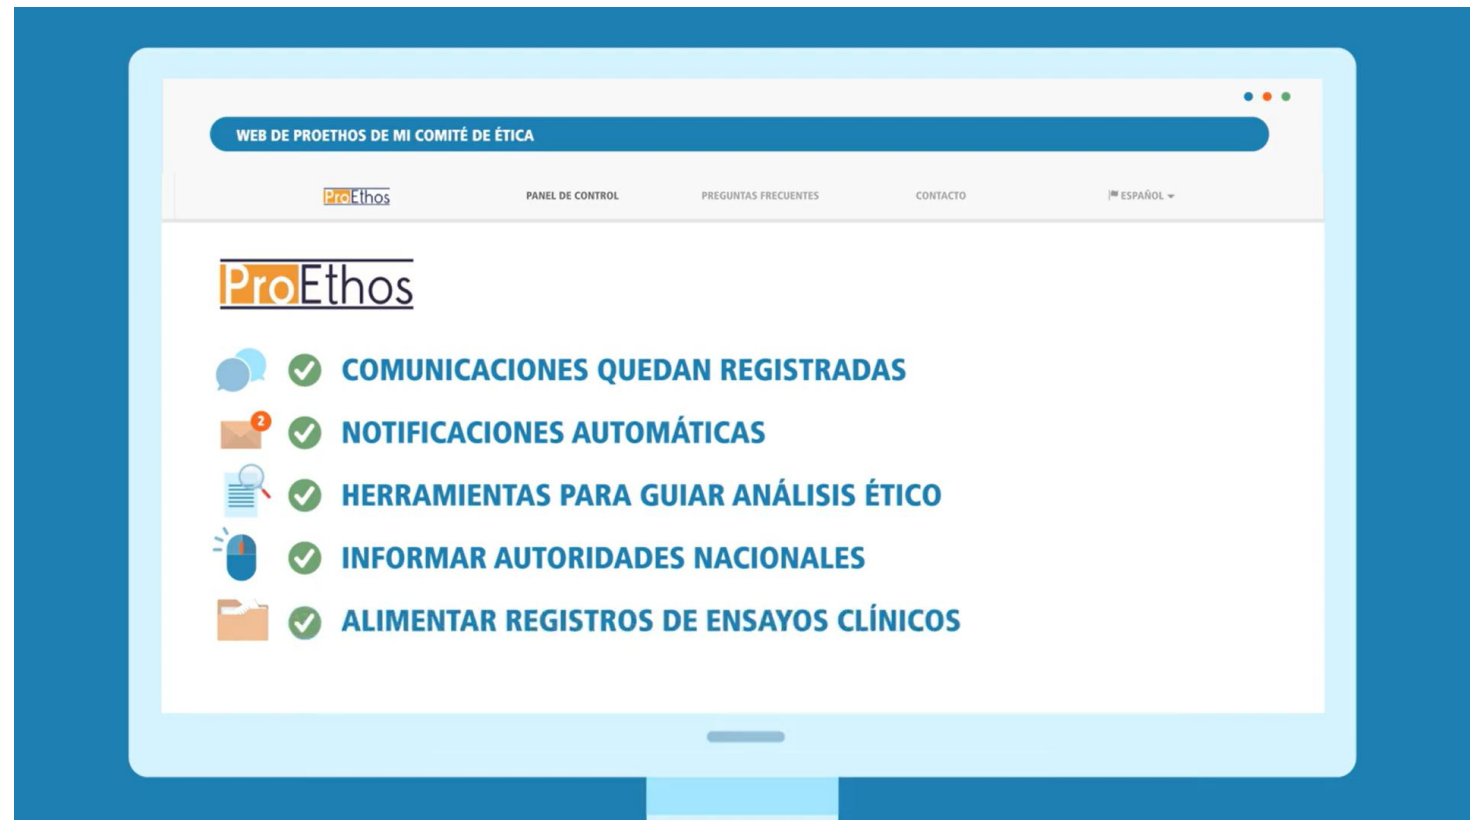 WEB DE PROETHOS DE MI COMITÉ DE ÉTICA
ProEthos PANEL DE CONTROL PREGUNTAS FRECUENTES CONTACTO ESPAÑOL
ProEthos
COMUNICACIONES QUEDAN REGISTRADAS
2
NOTIFICACIONES AUTOMÁTICAS
HERRAMIENTAS PARA GUIAR ANÁLISIS ÉTICO
INFORMAR AUTORIDADES NACIONALES
ALIMENTAR REGISTROS DE ENSAYOS CLÍNICOS